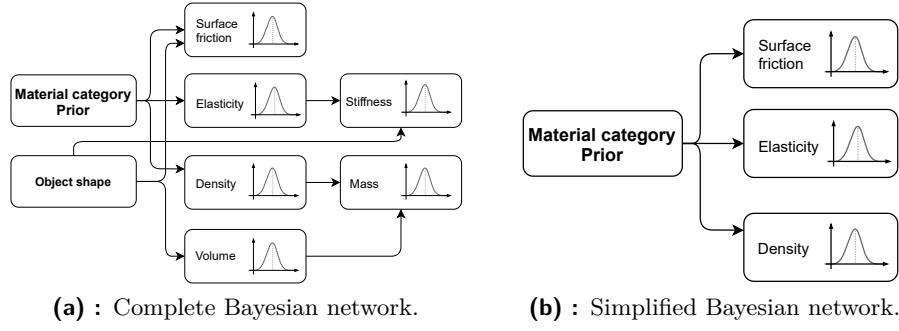 Surface
friction
Material category
Prior
Elasticity
Stiffness
Object shape
Density
Mass
Volume
(a) : Complete Bayesian network.
Surface
friction
Material category
Prior
Elasticity
Density
(b) : Simplified Bayesian network.